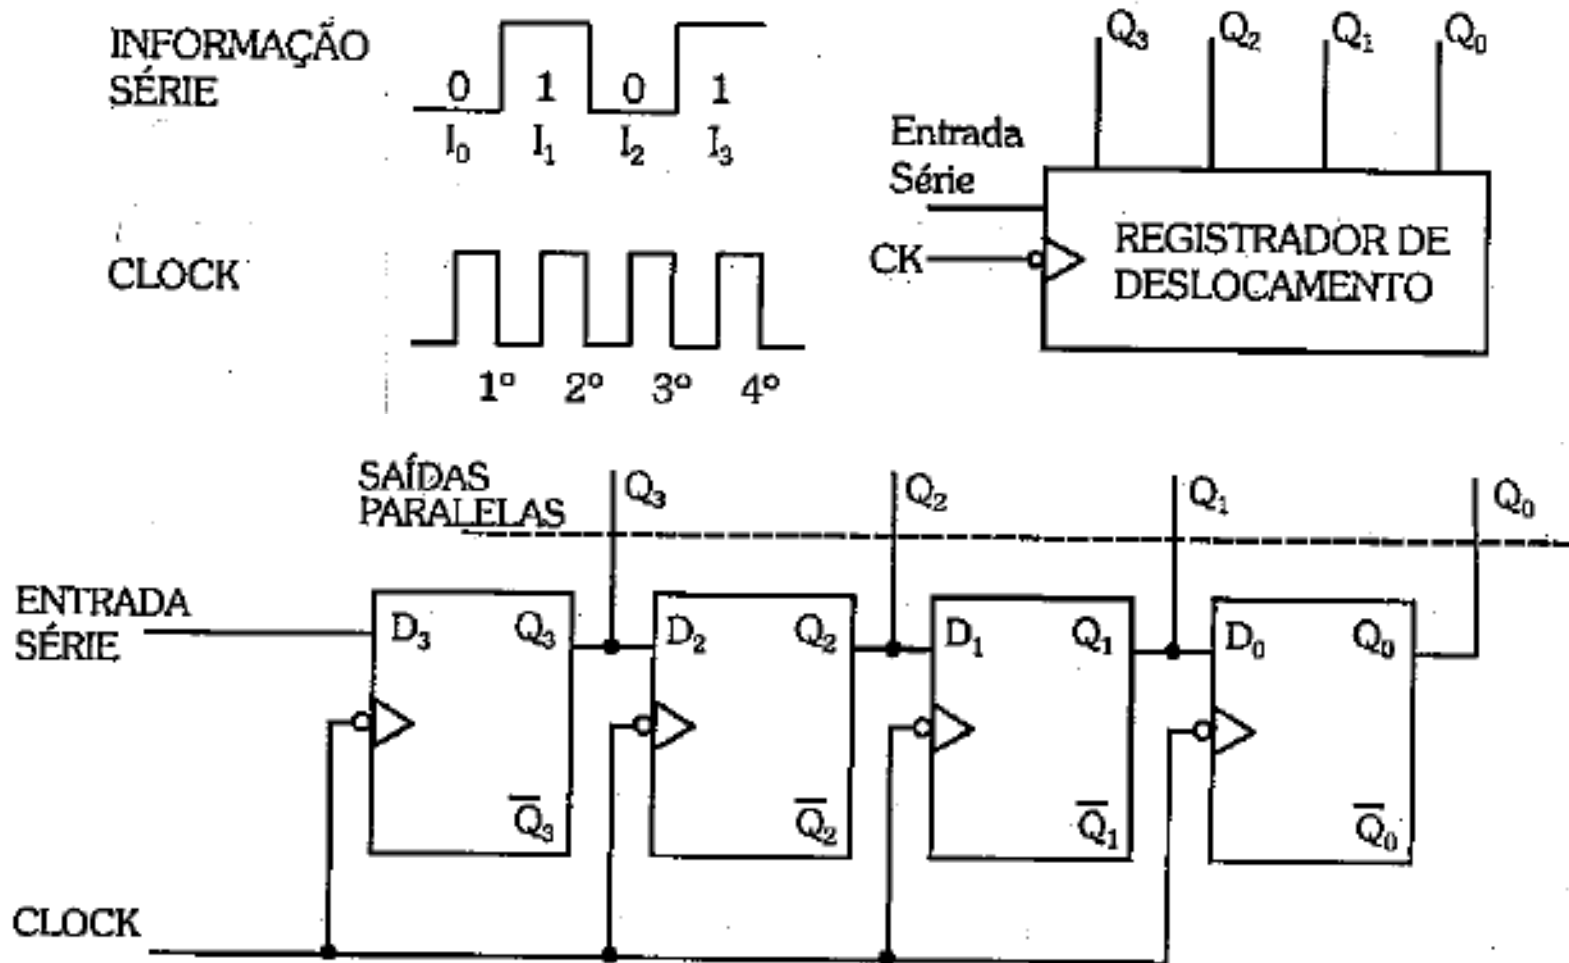 INFORMAÇÃO
SÉRIE
0 1 0 1
I₀ I₁ I₂ I₃
CLOCK
1º 2º 3º 4º
Q₃ Q₂ Q₁ Q₀
Entrada
Série
CK
REGISTRADOR DE
DESLOCAMENTO
SAÍDAS
PARALELAS
Q₃ Q₂ Q₁ Q₀
ENTRADA
SÉRIE
D₃ Q₃ D₂ Q₂ D₁ Q₁ D₀ Q₀
Q̅₃ Q̅₂ Q̅₁ Q̅₀
CLOCK